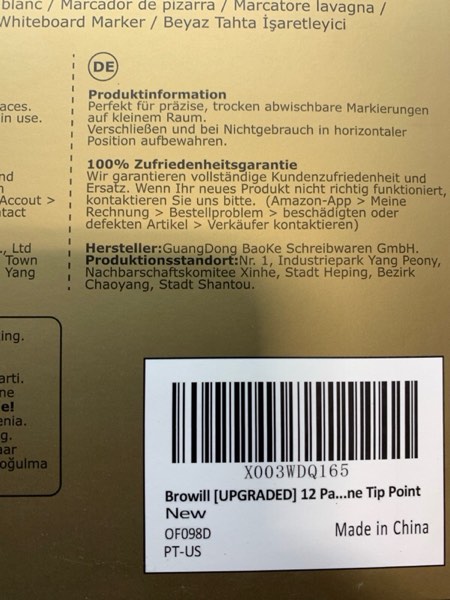 blanc / Marcador de pizarra / Marcatore lavagna /
Whiteboard Marker / Beyaz Tahta İşaretleyici
DE
Produktinformation
Perfekt für präzise, trocken abwischbare Markierungen
auf kleinem Raum.
Verschließen und bei Nichtgebrauch in horizontaler
Position aufbewahren.
100% Zufriedenheitsgarantie
Wir garantieren vollständige Kundenzufriedenheit und
Ersatz. Wenn Ihr neues Produkt nicht richtig funktioniert,
kontaktieren Sie uns bitte. (Amazon-App > Meine
Rechnung > Bestellproblem > beschädigten oder
defekten Artikel > Verkäufer kontaktieren)
Hersteller:GuangDong BaoKe Schreibwaren GmbH.
Produktionsstandort:Nr. 1, Industriepark Yang Peony,
Nachbarschaftskomitee Xinhe, Stadt Heping, Bezirk
Chaoyang, Stadt Shantou.
aces.
in use.
nd
Accout >
tact
., Ltd
Town
Yang
ing.
arti.
ne
e!
enia.
g.
ar
oğulma
X003WDQ165
Browill [UPGRADED] 12 Pa...ne Tip Point
New
OF098D
PT-US
Made in China